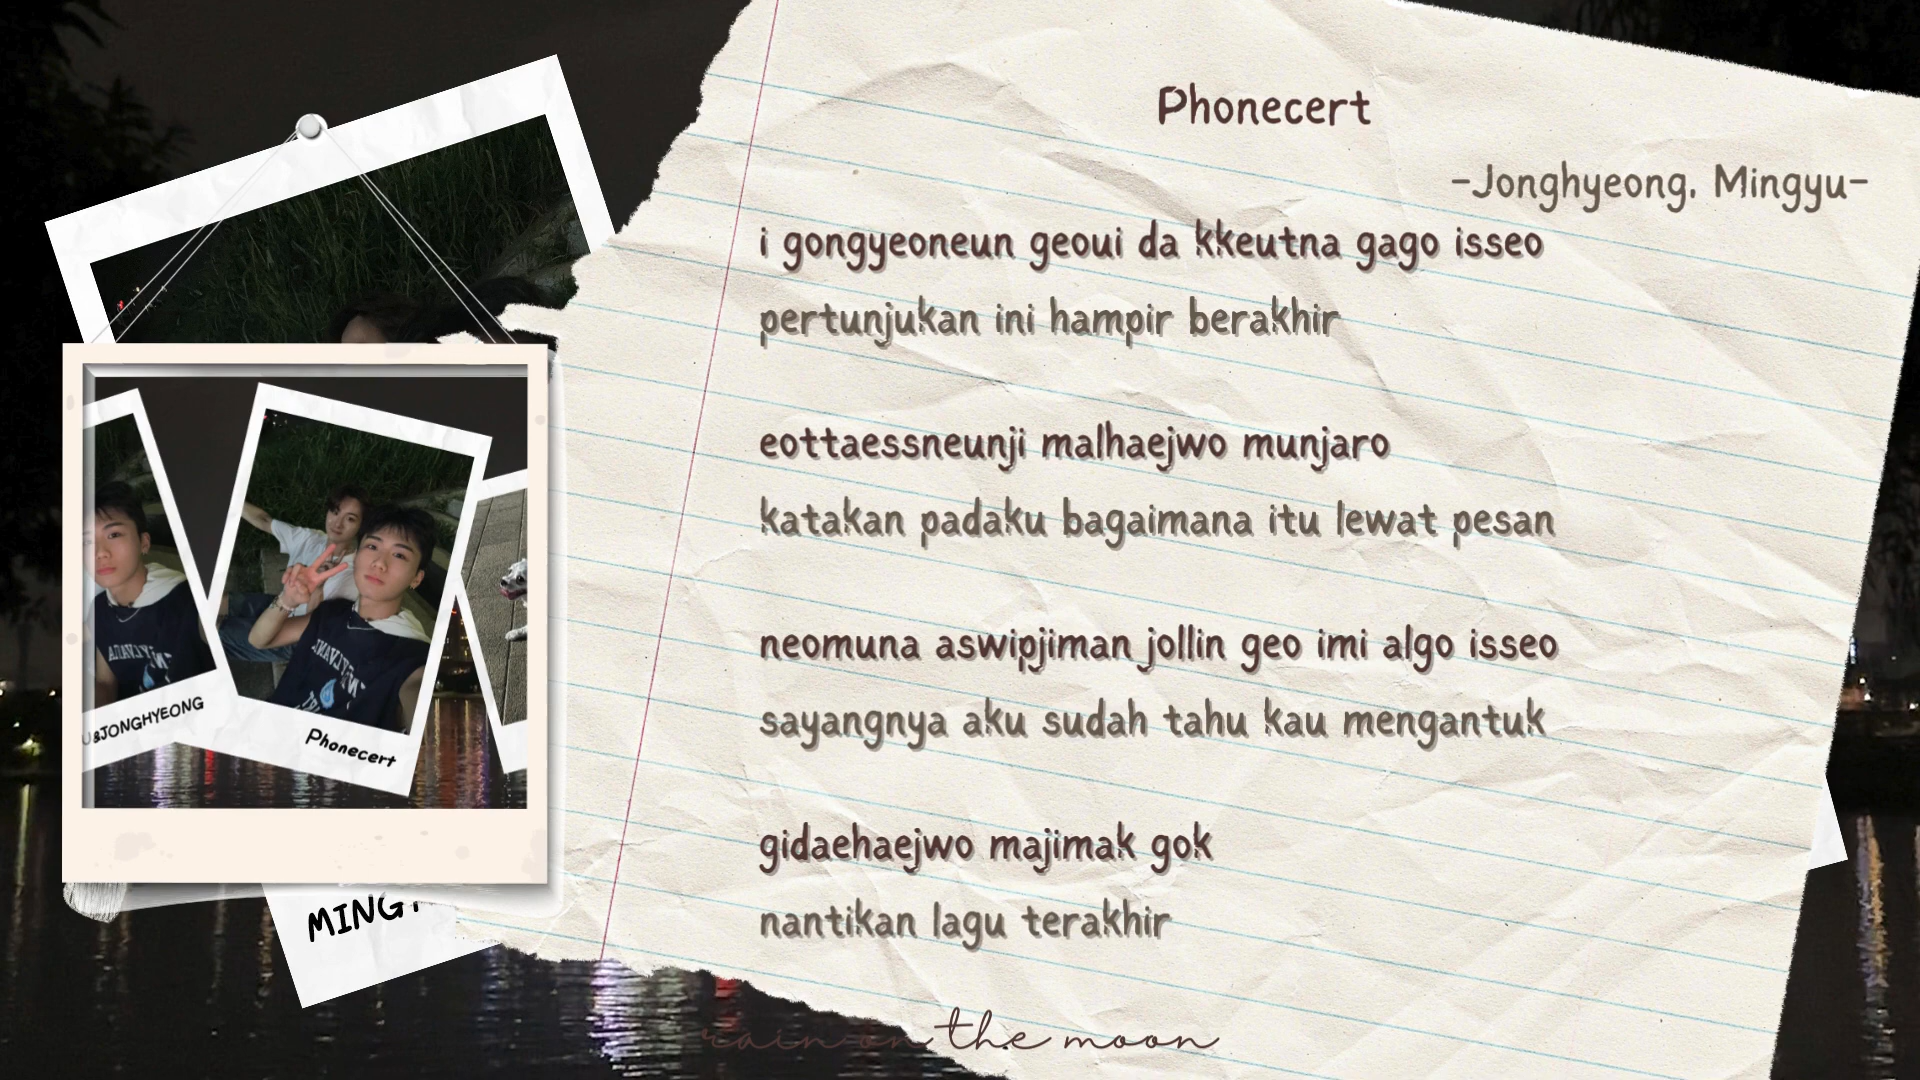 Phonecert
-Jonghyeong, Mingyu-
i gongyeoneun geoui da kkeutna gago isseo
pertunjukan ini hampir berakhir
eottaessneunji malhaejwo munjaro
katakan padaku bagaimana itu lewat pesan
neomuna aswipjiman jollin geo imi algo isseo
sayangnya aku sudah tahu kau mengantuk
gidaehaejwo majimak gok
nantikan lagu terakhir
&JONGHYEONG
Phonecert
rain on the moon